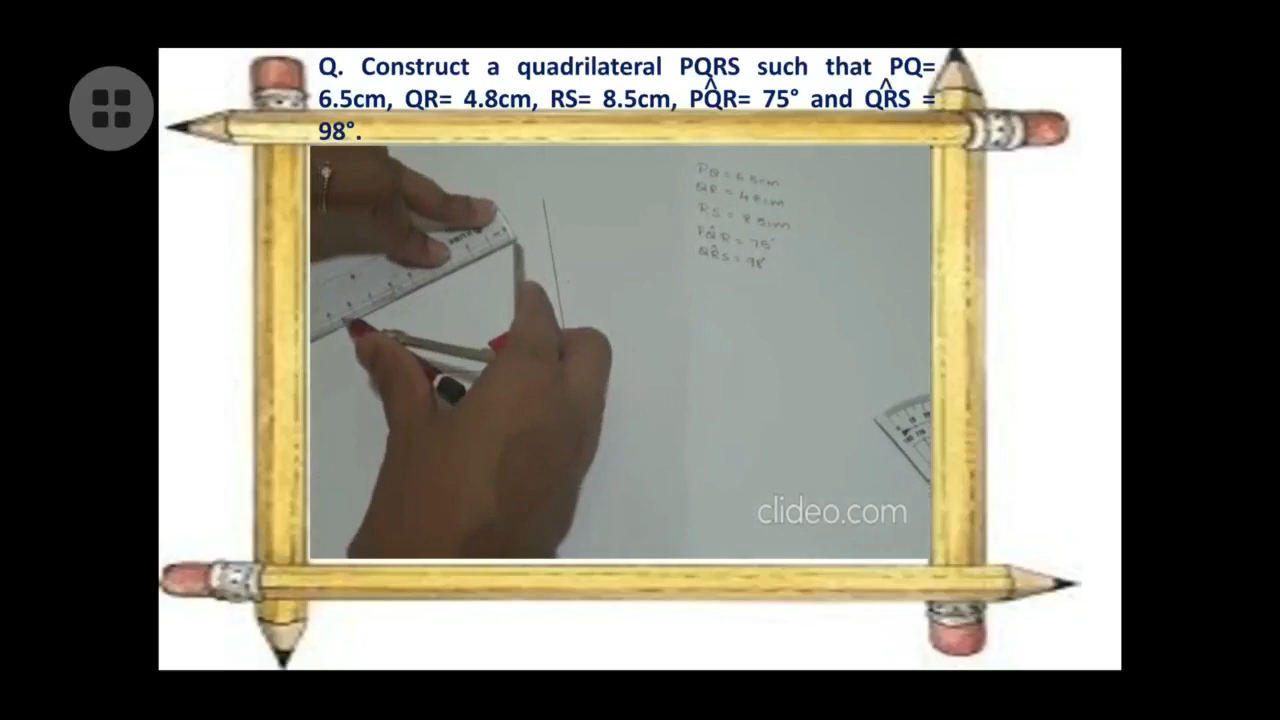 Q. Construct a quadrilateral PQRS such that PQ=
6.5cm, QR= 4.8cm, RS= 8.5cm, PQ̂R= 75° and QR̂S =
98°.
PQ = 6.5cm
QR = 4.8cm
RS = 8.5cm
PQ̂R = 75°
QR̂S = 98°
clideo.com